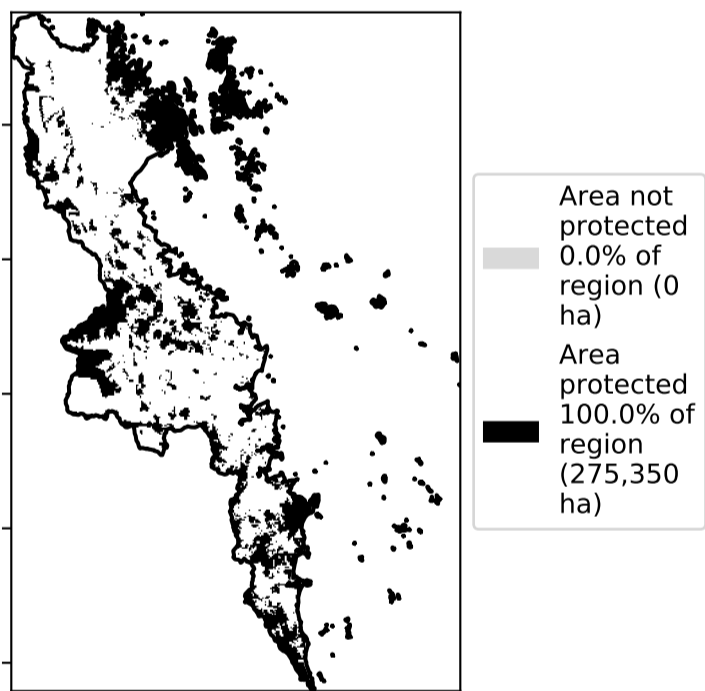 Area not
protected
0.0% of
region (0
ha)
Area
protected
100.0% of
region
(275,350
ha)